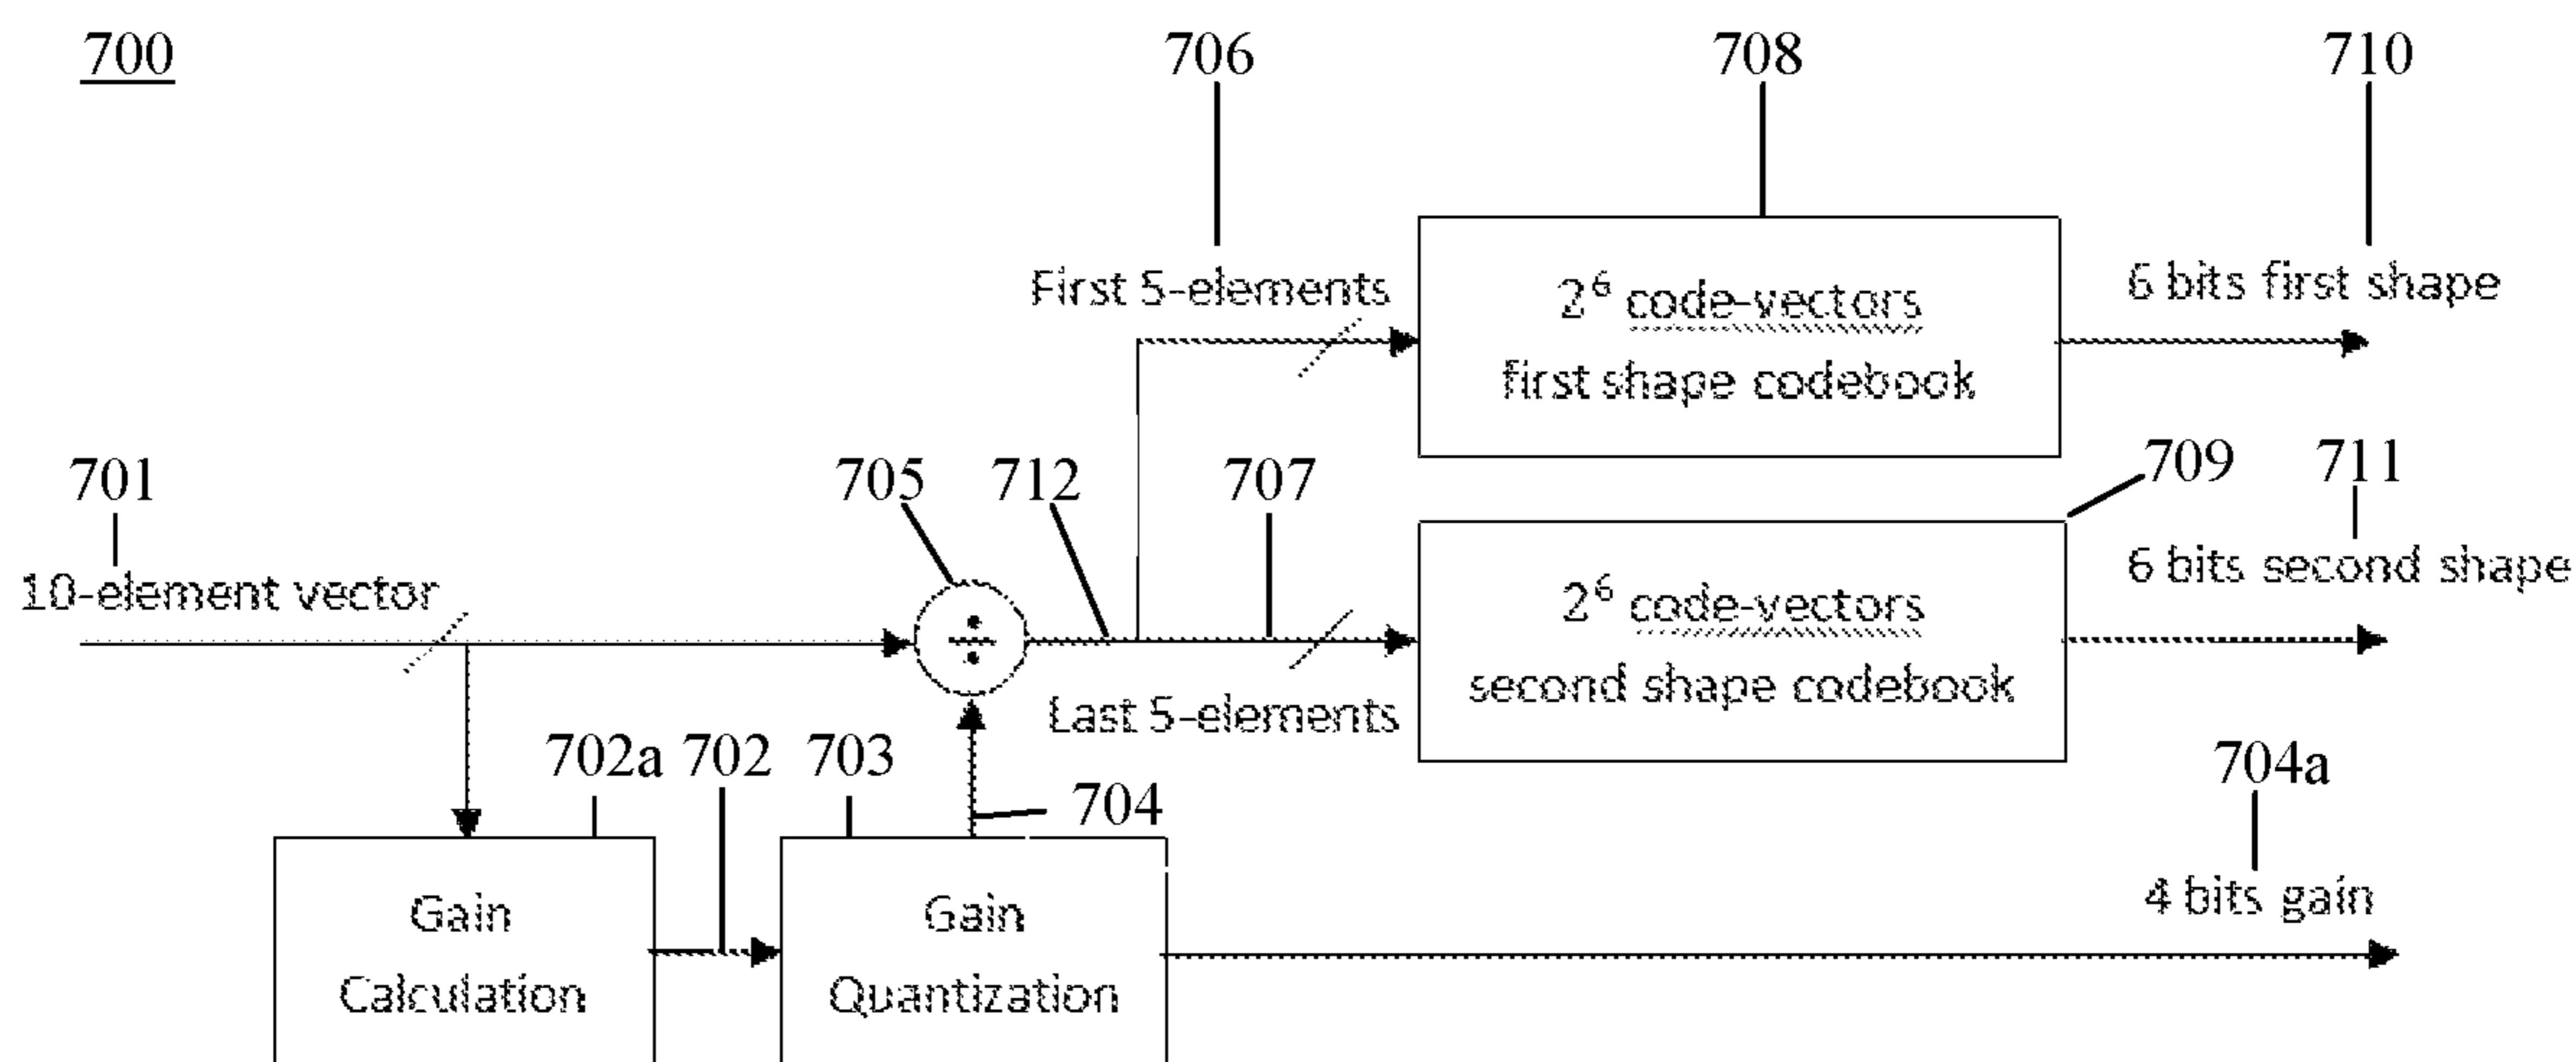 700
706
708
710
First 5-elements
2⁶ code-vectors
first shape codebook
6 bits first shape
701
705
712
707
709
711
10-element vector
÷
Last 5-elements
2⁶ code-vectors
second shape codebook
6 bits second shape
702a
702
703
704
704a
Gain
Calculation
Gain
Quantization
4 bits gain